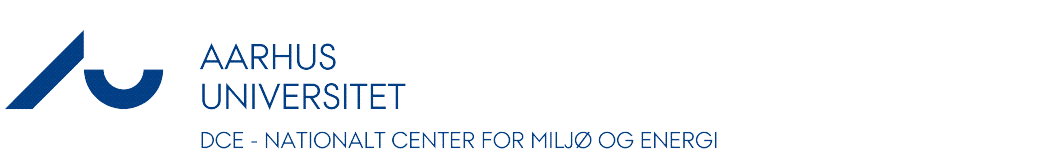 AARHUS
UNIVERSITET
DCE - NATIONALT CENTER FOR MILJØ OG ENERGI